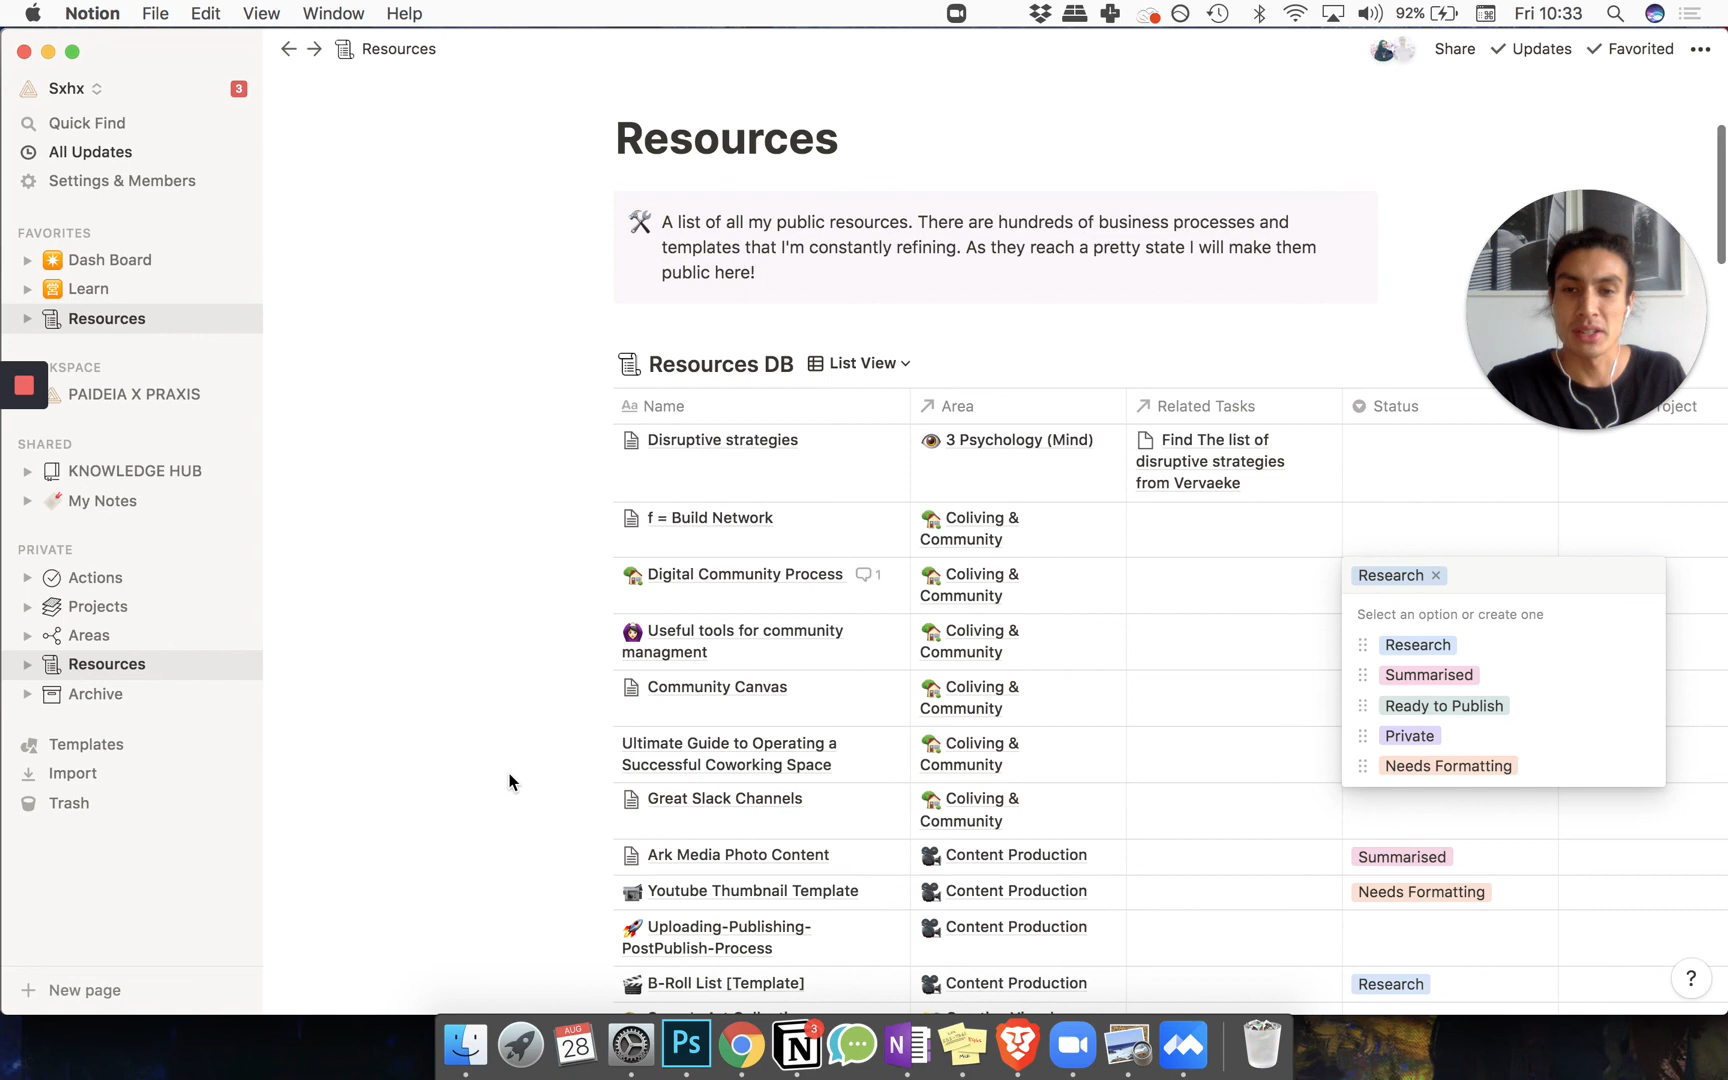 Notion File Edit View Window Help 92% Fri 10:33
Resources
Share Updates Favorited
Sxhx 3
Quick Find
All Updates
Settings & Members
FAVORITES
Dash Board
Learn
Resources
KSPACE
PAIDEIA X PRAXIS
SHARED
KNOWLEDGE HUB
My Notes
PRIVATE
Actions
Projects
Areas
Resources
Archive
Templates
Import
Trash
New page
Resources
A list of all my public resources. There are hundreds of business processes and
templates that I'm constantly refining. As they reach a pretty state I will make them
public here!
Resources DB List View
Aa Name Area Related Tasks Status oject
Disruptive strategies 3 Psychology (Mind) Find The list of
disruptive strategies
from Vervaeke
f = Build Network Coliving &
Community
Digital Community Process 1 Coliving &
Community
Useful tools for community Coliving &
managment Community
Community Canvas Coliving &
Community
Ultimate Guide to Operating a Coliving &
Successful Coworking Space Community
Great Slack Channels Coliving &
Community
Ark Media Photo Content Content Production Summarised
Youtube Thumbnail Template Content Production Needs Formatting
Uploading-Publishing- Content Production
PostPublish-Process
B-Roll List [Template] Content Production Research
Research
Select an option or create one
Research
Summarised
Ready to Publish
Private
Needs Formatting
?
AUG
28
Ps
N
3
N